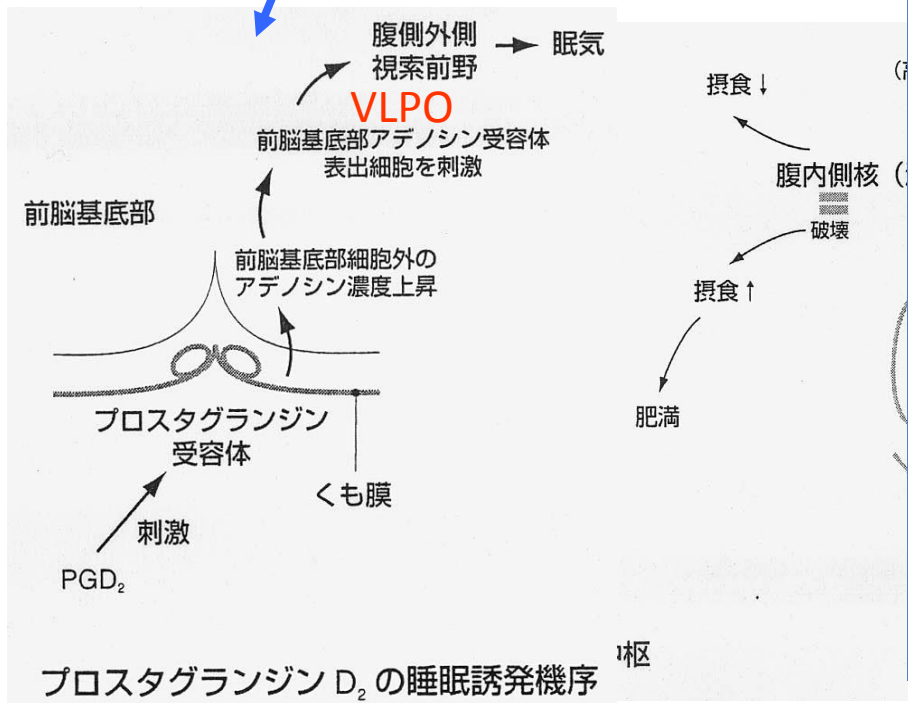 腹側外側 → 眠気
視索前野
VLPO
前脳基底部アデノシン受容体
表出細胞を刺激
前脳基底部
前脳基底部細胞外の
アデノシン濃度上昇
プロスタグランジン
受容体
くも膜
刺激
PGD₂
プロスタグランジン D₂ の睡眠誘発機序
摂食↓
腹内側核（
破壊
摂食↑
肥満
枢